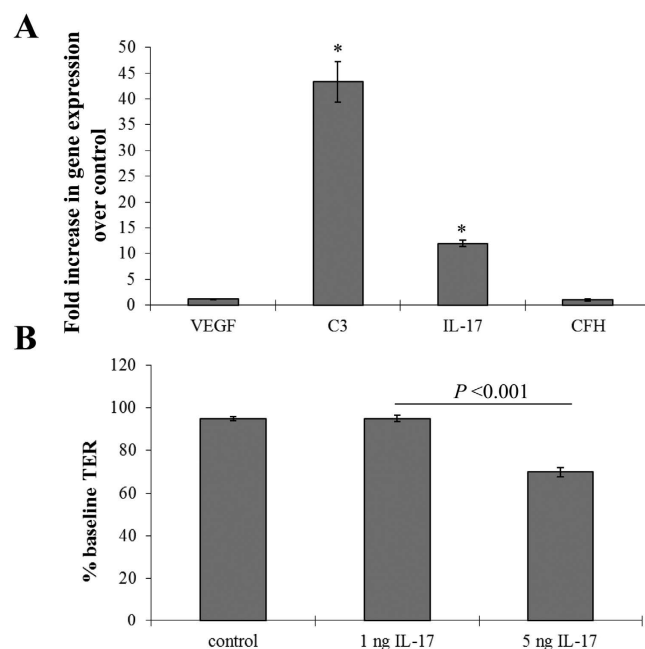 A
Fold increase in gene expression
over control
50
45
40
35
30
25
20
15
10
5
0
*
*
VEGF C3 IL-17 CFH
B
% baseline TER
120
100
80
60
40
20
0
P <0.001
control 1 ng IL-17 5 ng IL-17